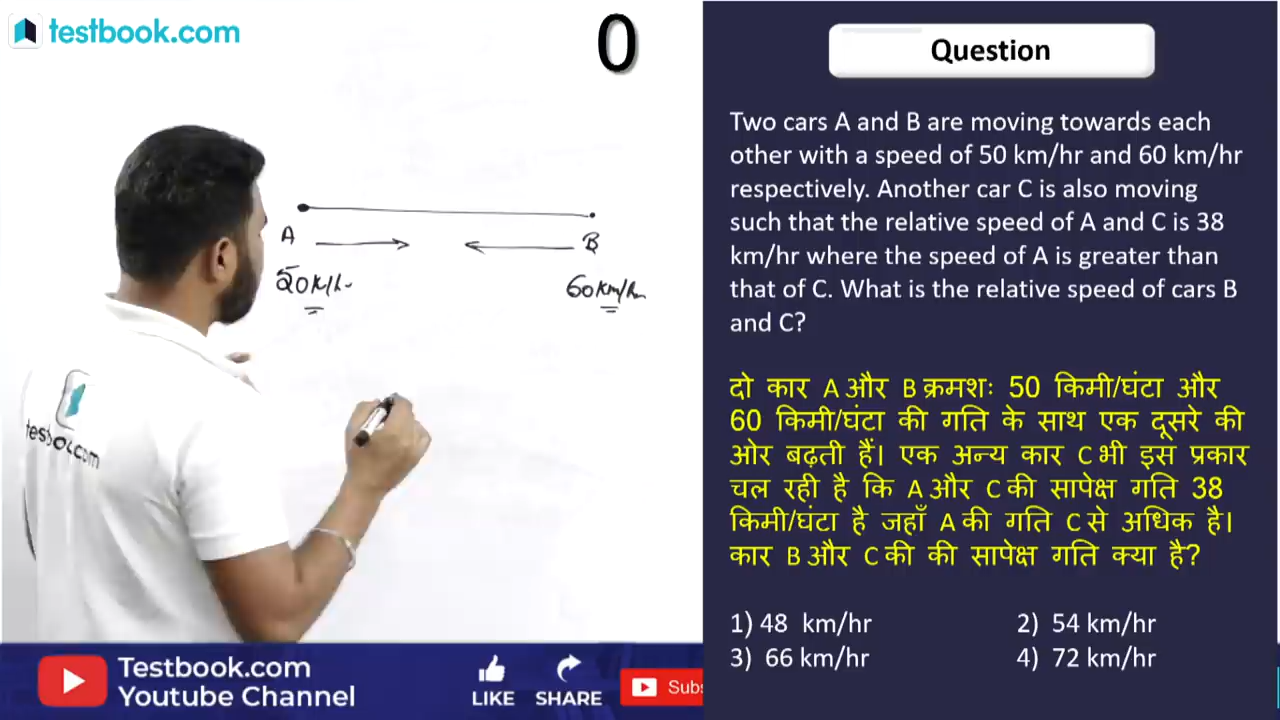 testbook.com
0
A
B
50km/hr
60km/hr
testbook.com
Testbook.com
Youtube Channel
LIKE
SHARE
Subs
Question
Two cars A and B are moving towards each
other with a speed of 50 km/hr and 60 km/hr
respectively. Another car C is also moving
such that the relative speed of A and C is 38
km/hr where the speed of A is greater than
that of C. What is the relative speed of cars B
and C?
दो कार A और B क्रमशः 50 किमी/घंटा और
60 किमी/घंटा की गति के साथ एक दूसरे की
ओर बढ़ती हैं। एक अन्य कार C भी इस प्रकार
चल रही है कि A और C की सापेक्ष गति 38
किमी/घंटा है जहाँ A की गति C से अधिक है।
कार B और C की की सापेक्ष गति क्या है?
1) 48 km/hr 2) 54 km/hr
3) 66 km/hr 4) 72 km/hr